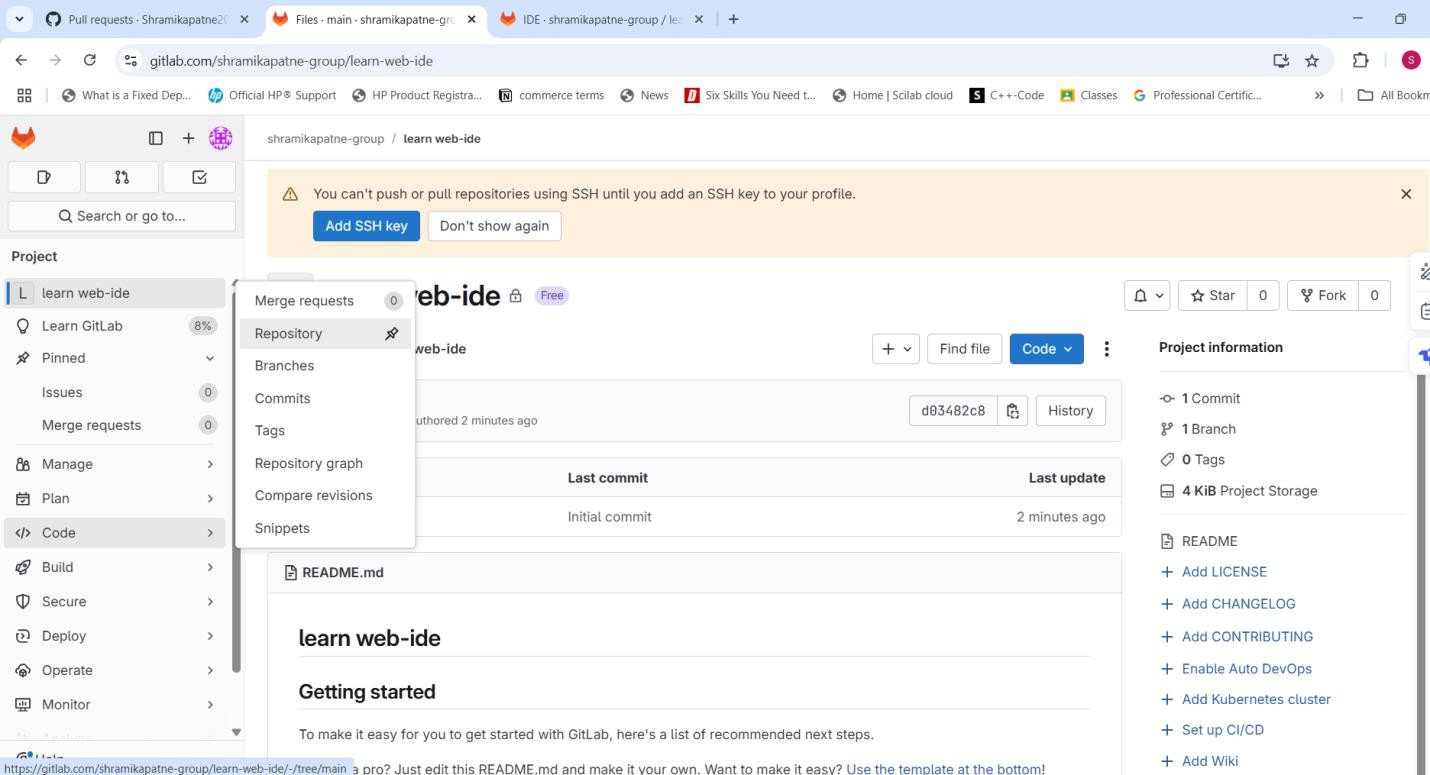 Pull requests · Shramikapatne20
Files · main · shramikapatne-gro
IDE · shramikapatne-group / lea
gitlab.com/shramikapatne-group/learn-web-ide
S
What is a Fixed Dep...
Official HP® Support
HP Product Registra...
commerce terms
News
Six Skills You Need t...
Home | Scilab cloud
C++-Code
Classes
Professional Certific...
»
All Bookm
shramikapatne-group / learn web-ide
Search or go to...
You can't push or pull repositories using SSH until you add an SSH key to your profile.
Add SSH key
Don't show again
Project
L learn web-ide
Learn GitLab 8%
Pinned
Issues 0
Merge requests 0
Manage
Plan
Code
Build
Secure
Deploy
Operate
Monitor
Merge requests 0
Repository
Branches
Commits
Tags
Repository graph
Compare revisions
Snippets
eb-ide Free
Star 0
Fork 0
web-ide
Find file
Code
uthored 2 minutes ago
d03482c8
History
Last commit
Last update
Initial commit
2 minutes ago
README.md
learn web-ide
Getting started
To make it easy for you to get started with GitLab, here's a list of recommended next steps.
a pro? Just edit this README.md and make it your own. Want to make it easy? Use the template at the bottom!
Project information
1 Commit
1 Branch
0 Tags
4 KiB Project Storage
README
Add LICENSE
Add CHANGELOG
Add CONTRIBUTING
Enable Auto DevOps
Add Kubernetes cluster
Set up CI/CD
Add Wiki
https://gitlab.com/shramikapatne-group/learn-web-ide/-/tree/main